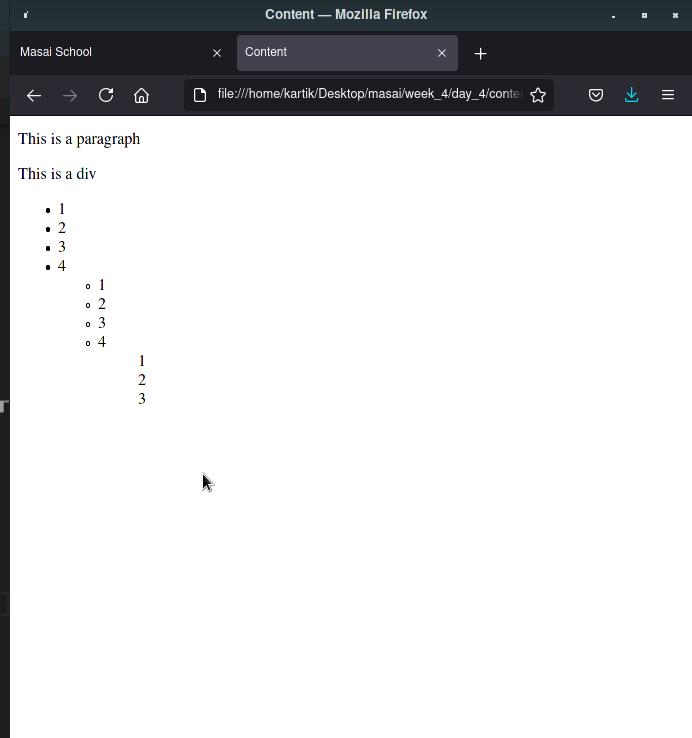 Content — Mozilla Firefox
Masai School
Content
file:///home/kartik/Desktop/masai/week_4/day_4/conte
This is a paragraph
This is a div
1
2
3
4
1
2
3
4
1
2
3